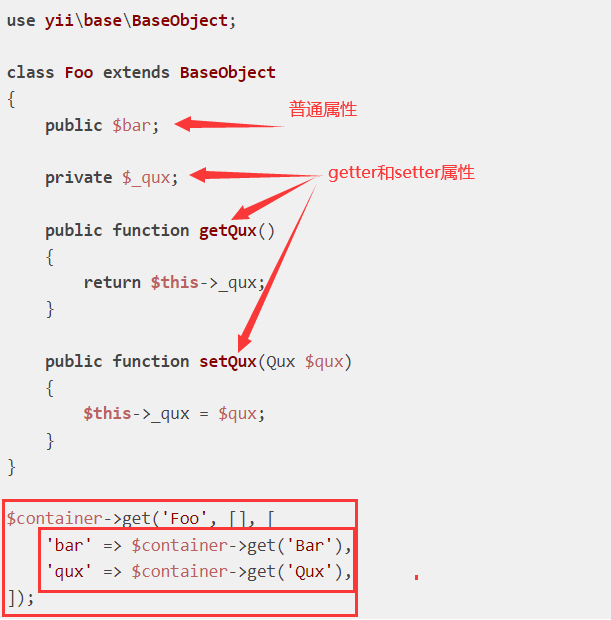 use yii\base\BaseObject;
class Foo extends BaseObject
{
    public $bar;
普通属性
    private $_qux;
getter和setter属性
    public function getQux()
    {
        return $this->_qux;
    }
    public function setQux(Qux $qux)
    {
        $this->_qux = $qux;
    }
}
$container->get('Foo', [], [
    'bar' => $container->get('Bar'),
    'qux' => $container->get('Qux'),
]);